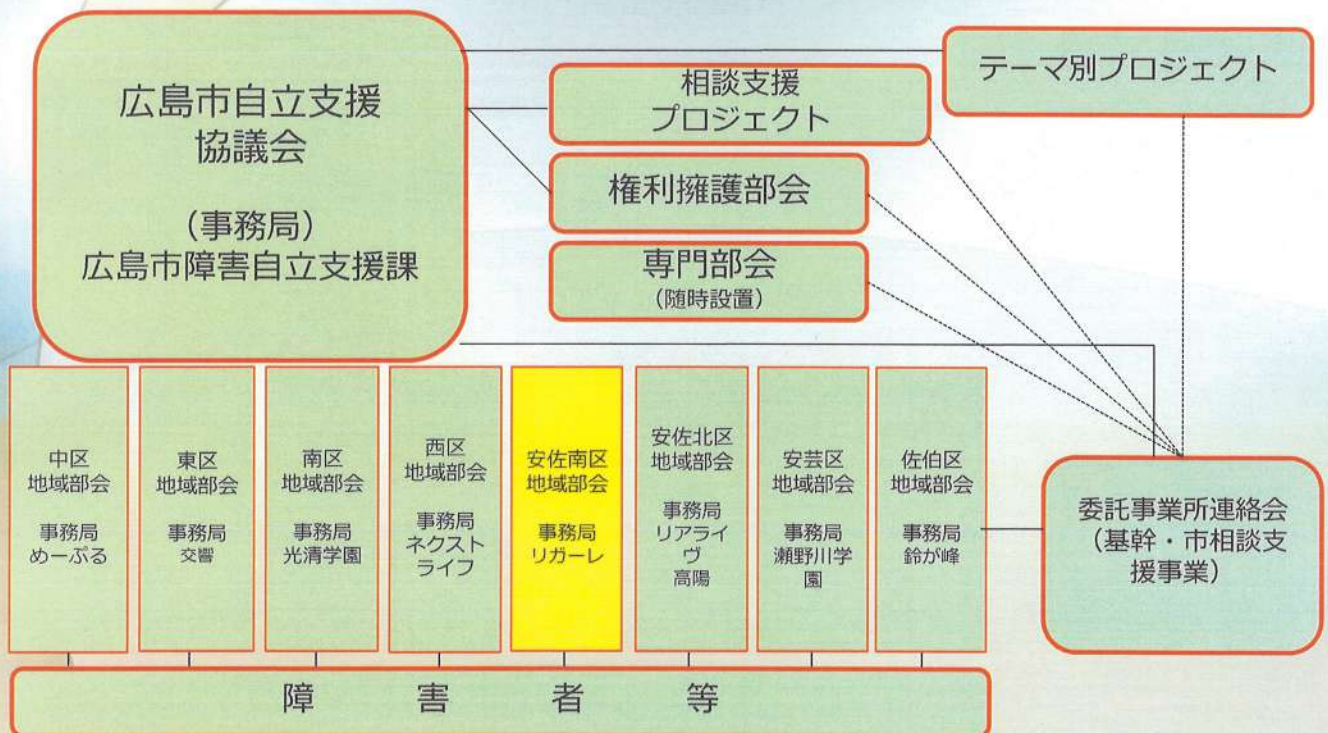 広島市自立支援
協議会
(事務局)
広島市障害自立支援課
テーマ別プロジェクト
相談支援
プロジェクト
権利擁護部会
専門部会
(随時設置)
中区
地域部会
事務局
めーぷる
東区
地域部会
事務局
交響
南区
地域部会
事務局
光清学園
西区
地域部会
事務局
ネクスト
ライフ
安佐南区
地域部会
事務局
リガーレ
安佐北区
地域部会
事務局
リアライ
ヴ
高陽
安芸区
地域部会
事務局
瀬野川学
園
佐伯区
地域部会
事務局
鈴が峰
委託事業所連絡会
(基幹・市相談支
援事業)
障害者等